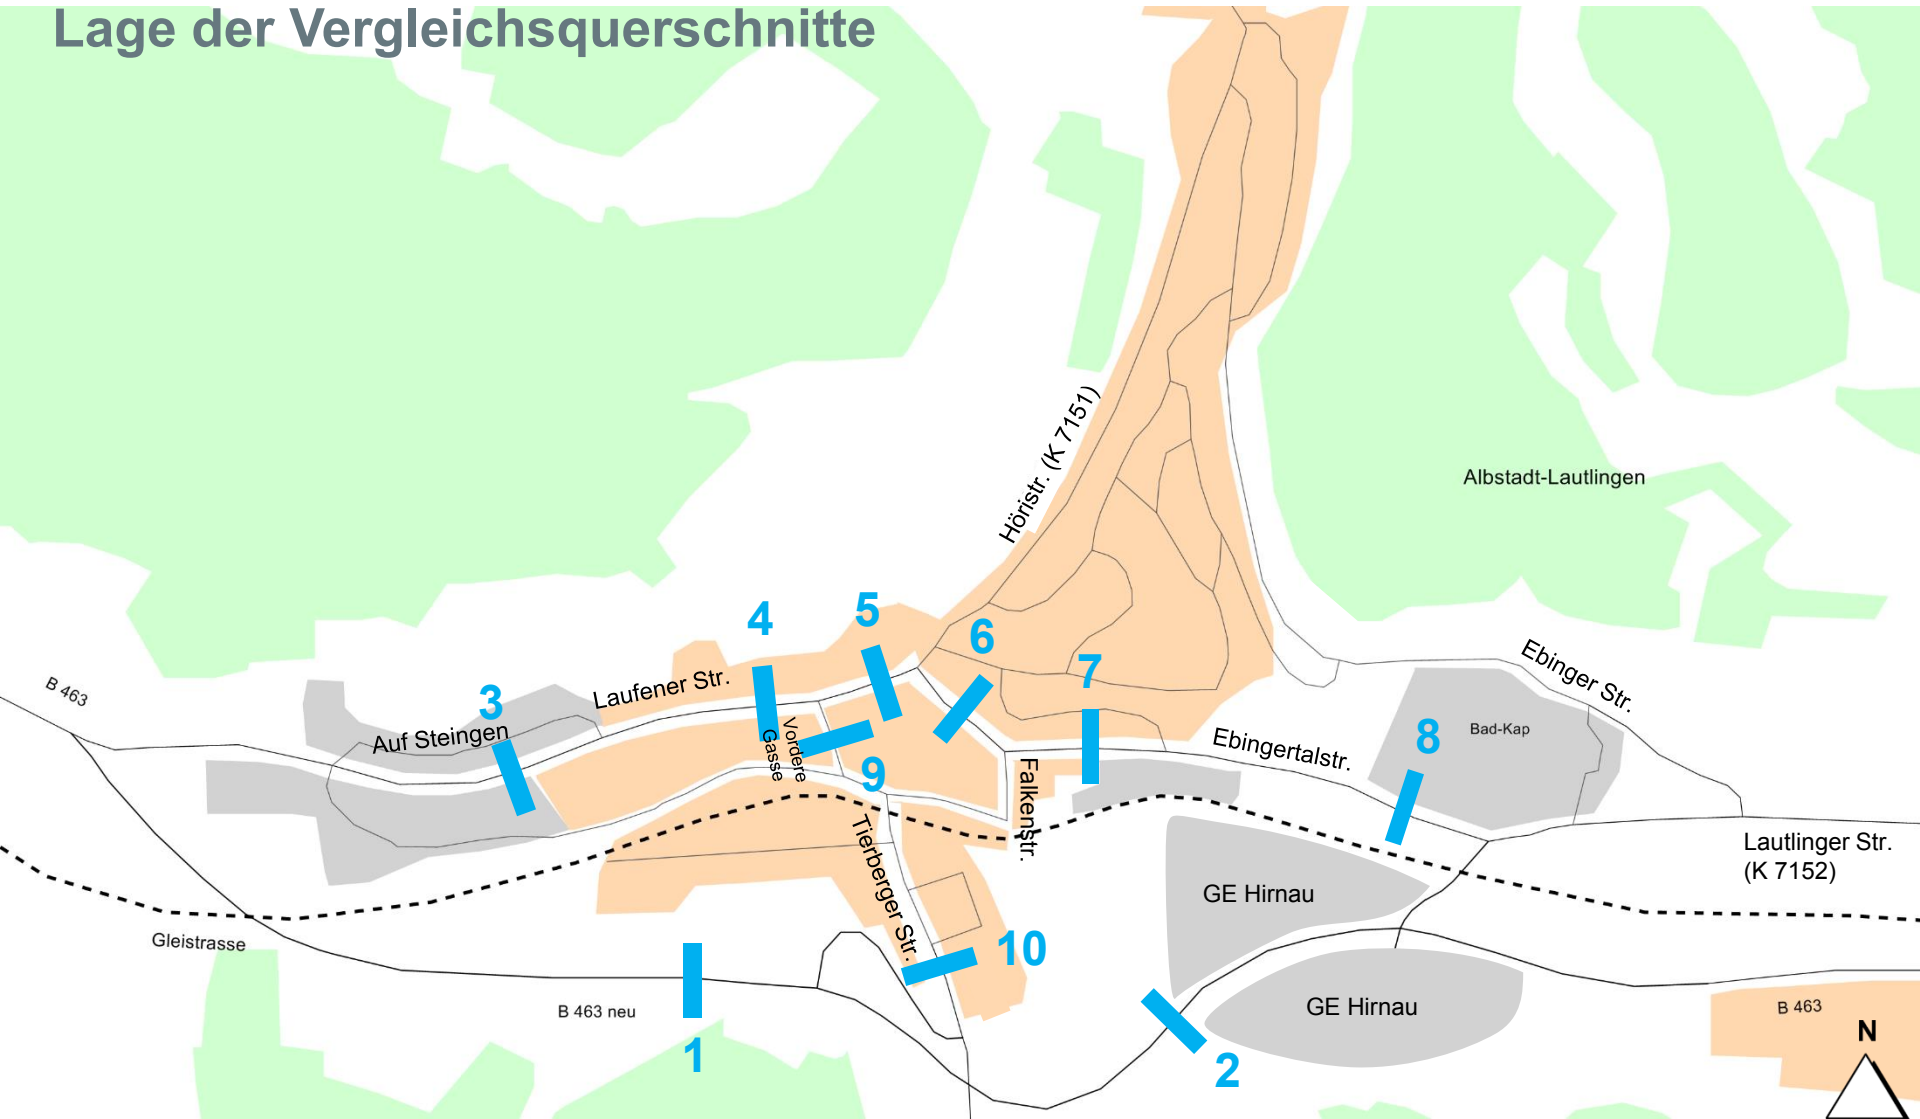 Lage der Vergleichsquerschnitte
Höristr. (K 7151)
Albstadt-Lautlingen
4
5
6
7
Ebinger Str.
B 463
3
Laufener Str.
Auf Steingen
Vordere
Gasse
9
Falkenstr.
Ebingertalstr.
8
Bad-Kap
Lautlinger Str.
(K 7152)
Tierberger Str.
GE Hirnau
Gleistrasse
10
B 463 neu
1
2
GE Hirnau
B 463
N